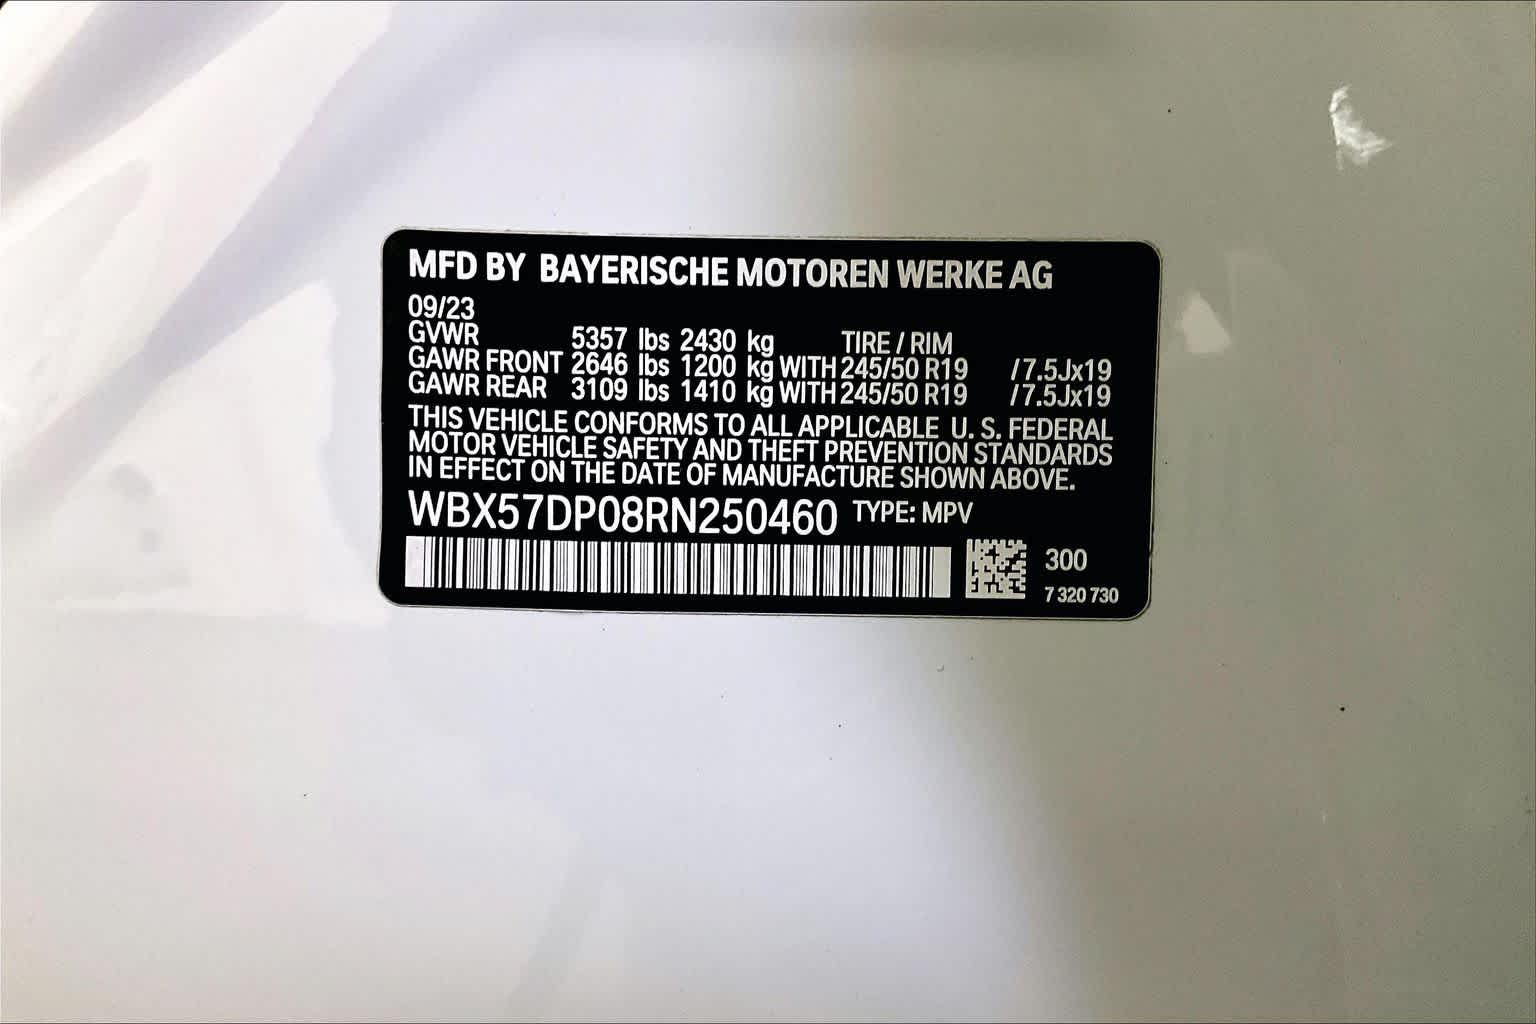 MFD BY BAYERISCHE MOTOREN WERKE AG
09/23
GVWR 5357 lbs 2430 kg TIRE / RIM
GAWR FRONT 2646 lbs 1200 kg WITH 245/50 R19 /7.5Jx19
GAWR REAR 3109 lbs 1410 kg WITH 245/50 R19 /7.5Jx19
THIS VEHICLE CONFORMS TO ALL APPLICABLE U. S. FEDERAL
MOTOR VEHICLE SAFETY AND THEFT PREVENTION STANDARDS
IN EFFECT ON THE DATE OF MANUFACTURE SHOWN ABOVE.
WBX57DP08RN250460 TYPE: MPV
300
7 320 730